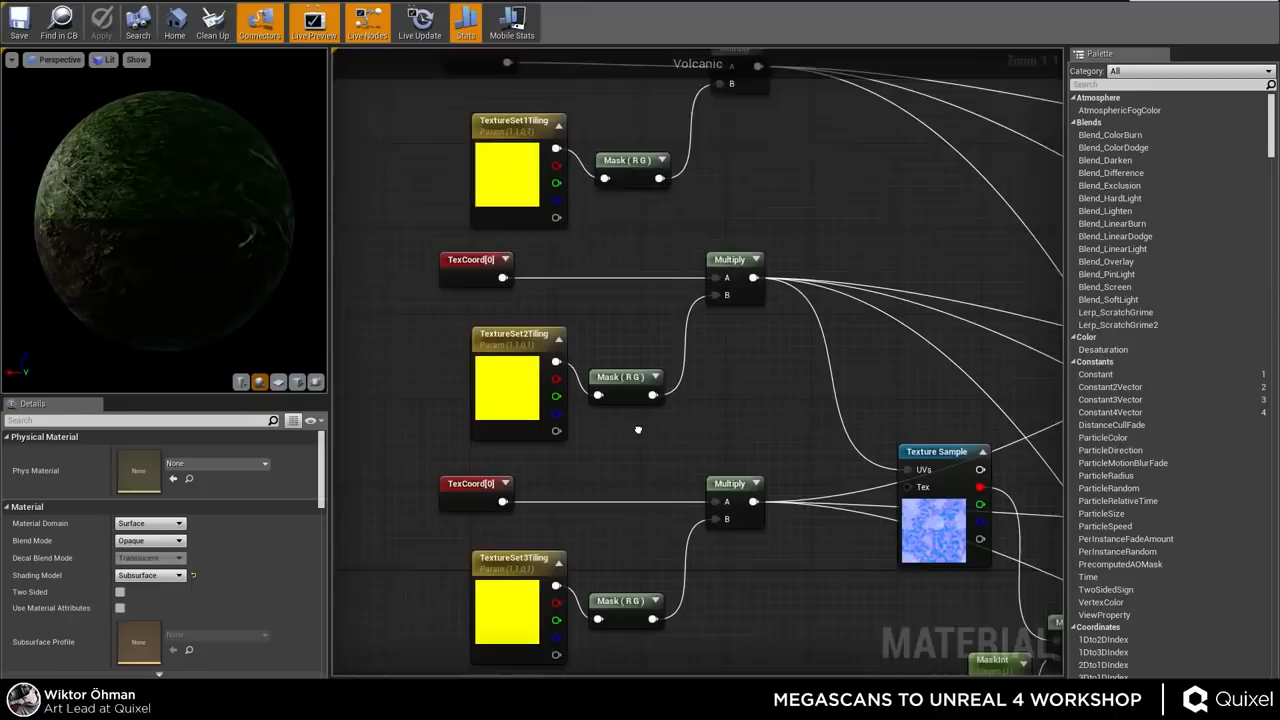 Save
Find in CB
Apply
Search
Home
Clean Up
Connectors
Live Preview
Live Nodes
Live Update
Stats
Mobile Stats
Perspective
Lit
Show
Volcanic
Zoom 1:1
A
B
TextureSet1Tiling
Param (1,1,0,1)
Mask ( R G )
TexCoord[0]
Multiply
A
B
TextureSet2Tiling
Param (1,1,0,1)
Mask ( R G )
TexCoord[0]
Multiply
A
B
TextureSet3Tiling
Param (1,1,0,1)
Mask ( R G )
Texture Sample
UVs
Tex
MaskInt
MATERIAL
Y
Details
Search
Physical Material
Phys Material
None
None
Material
Material Domain
Surface
Blend Mode
Opaque
Decal Blend Mode
Translucent
Shading Model
Subsurface
Two Sided
Use Material Attributes
Subsurface Profile
None
None
Palette
Category:
All
Search
Atmosphere
AtmosphericFogColor
Blends
Blend_ColorBurn
Blend_ColorDodge
Blend_Darken
Blend_Difference
Blend_Exclusion
Blend_HardLight
Blend_Lighten
Blend_LinearBurn
Blend_LinearDodge
Blend_LinearLight
Blend_Overlay
Blend_PinLight
Blend_Screen
Blend_SoftLight
Lerp_ScratchGrime
Lerp_ScratchGrime2
Color
Desaturation
Constants
Constant 1
Constant2Vector 2
Constant3Vector 3
Constant4Vector 4
DistanceCullFade
ParticleColor
ParticleDirection
ParticleMotionBlurFade
ParticleRadius
ParticleRandom
ParticleRelativeTime
ParticleSize
ParticleSpeed
PerInstanceFadeAmount
PerInstanceRandom
PrecomputedAOMask
Time
TwoSidedSign
VertexColor
ViewProperty
Coordinates
1Dto2DIndex
1Dto3DIndex
2Dto1DIndex
Wiktor Öhman
Art Lead at Quixel
MEGASCANS TO UNREAL 4 WORKSHOP
Quixel